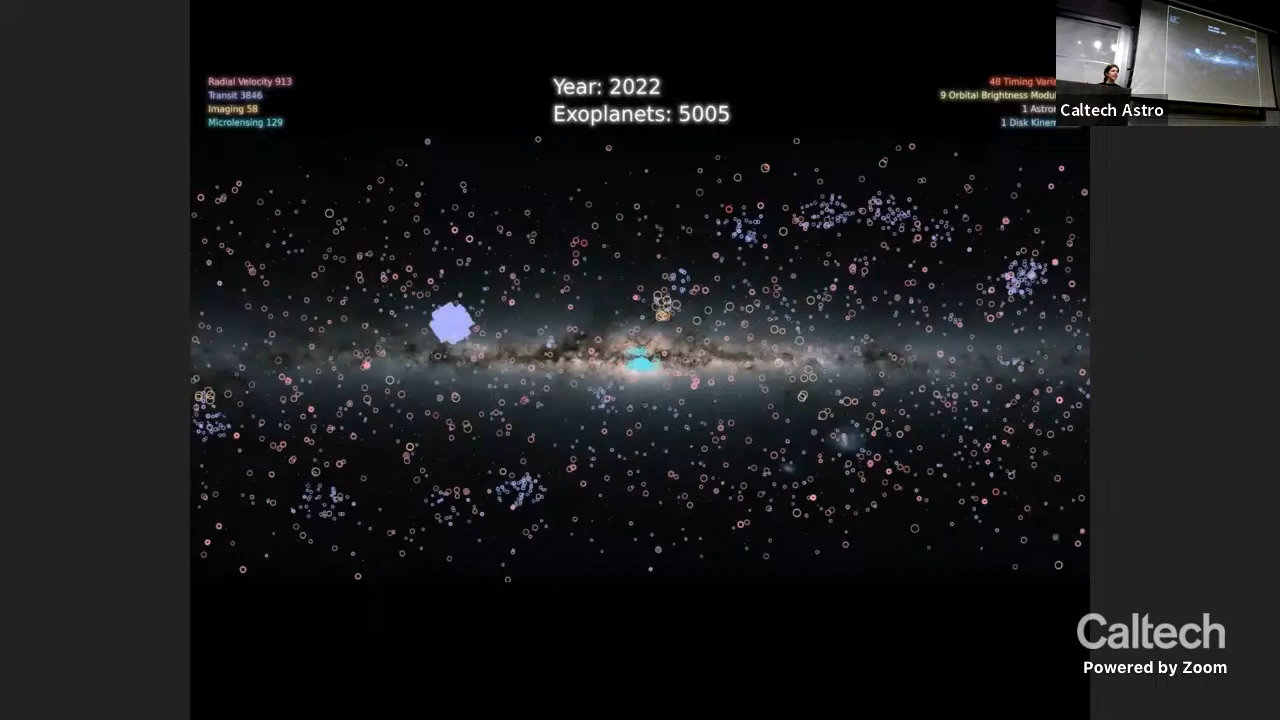 Radial Velocity 913
Transit 3846
Imaging 58
Microlensing 129
Year: 2022
Exoplanets: 5005
48 Timing
9 Orbital Brightness
1
1 Disk
Caltech Astro
Caltech
Powered by Zoom